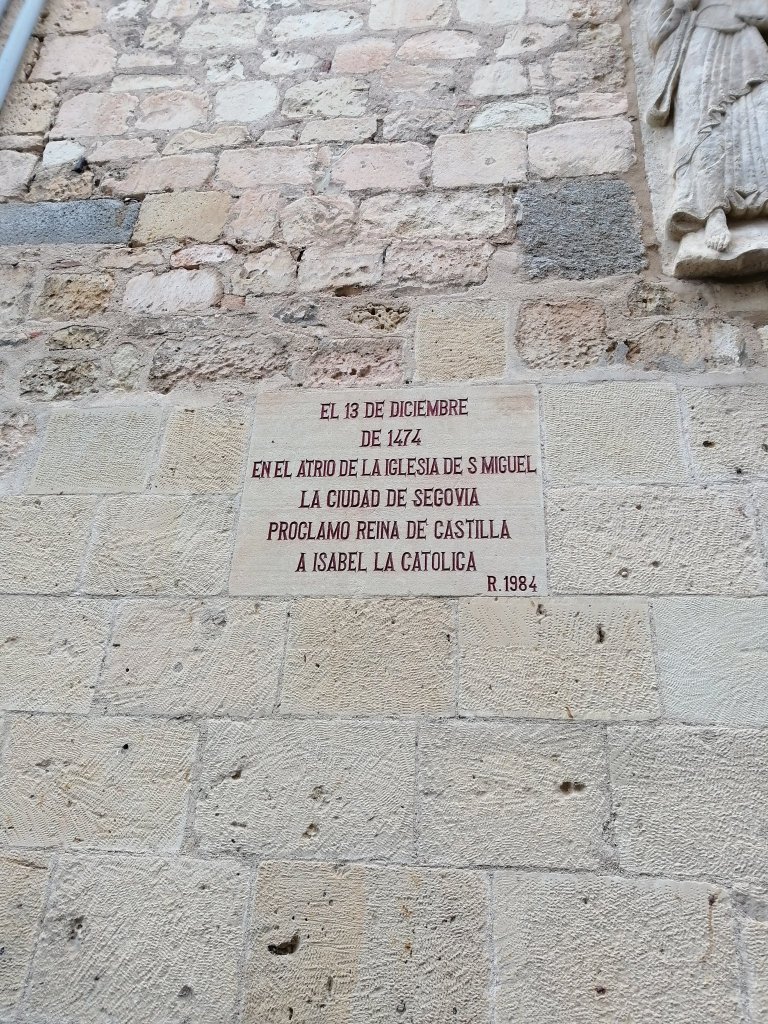 EL 13 DE DICIEMBRE
DE 1474
EN EL ATRIO DE LA IGLESIA DE S MIGUEL
LA CIUDAD DE SEGOVIA
PROCLAMO REINA DE CASTILLA
A ISABEL LA CATOLICA
R. 1984